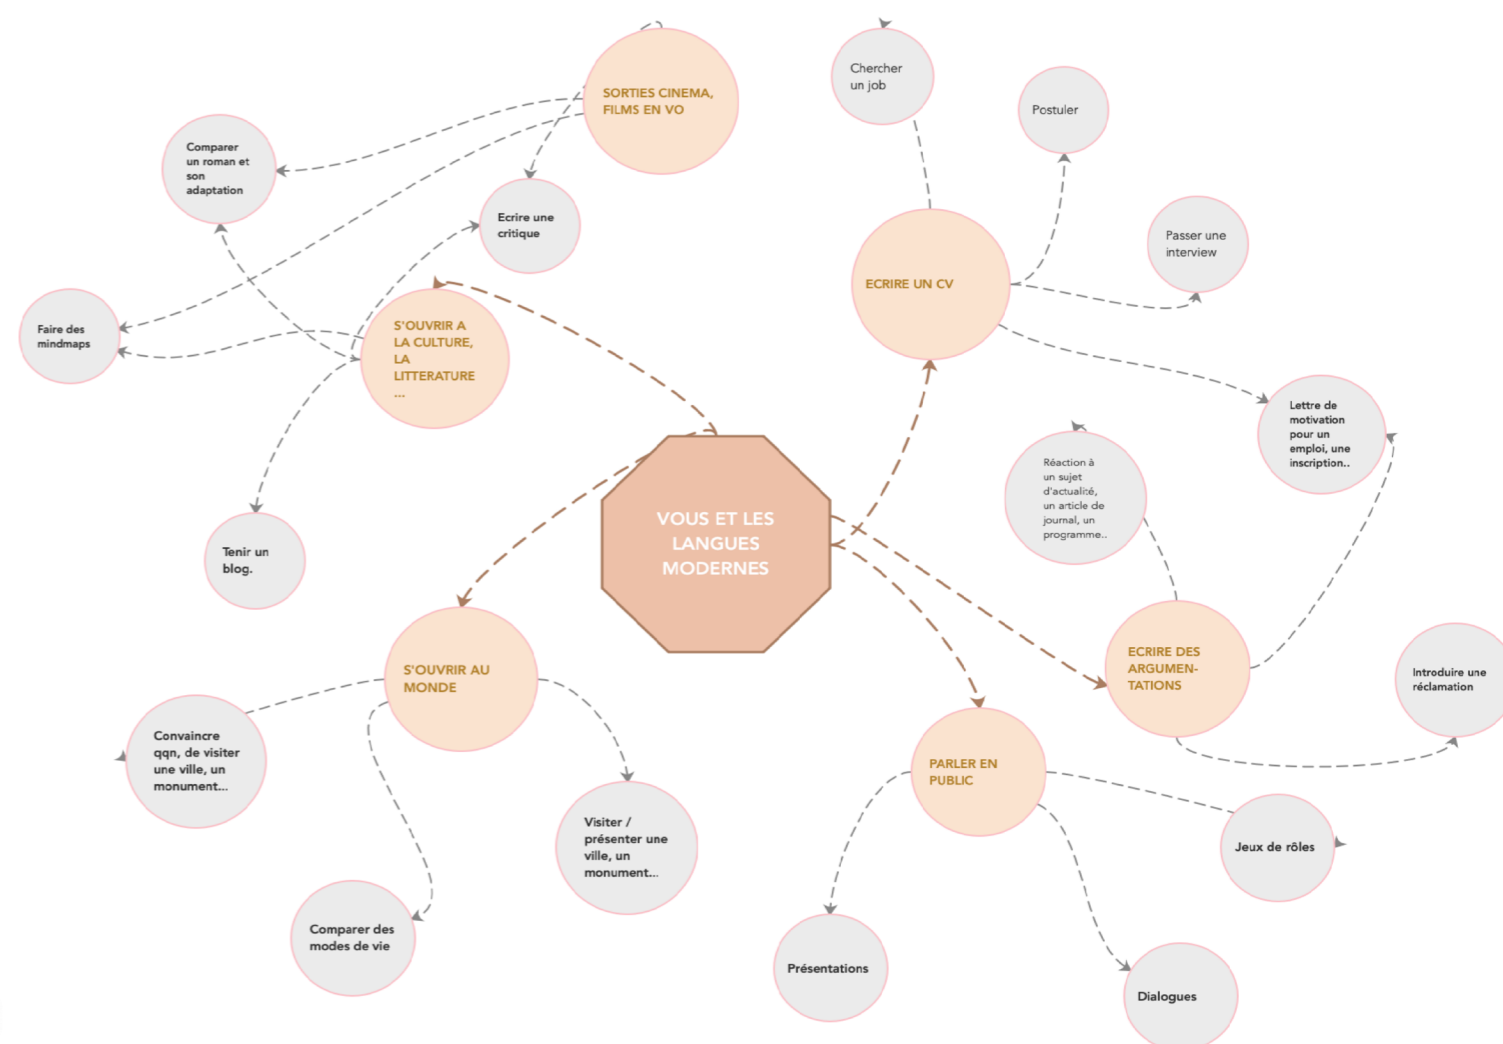 SORTIES CINEMA,
FILMS EN VO
Comparer
un roman et
son
adaptation
Ecrire une
critique
Faire des
mindmaps
S'OUVRIR A
LA CULTURE,
LA
LITTERATURE
...
Tenir un
blog.
Chercher
un job
Postuler
Passer une
interview
ECRIRE UN CV
Lettre de
motivation
pour un
emploi, une
inscription..
Réaction à
un sujet
d'actualité,
un article de
journal, un
programme..
VOUS ET LES
LANGUES
MODERNES
ECRIRE DES
ARGUMEN-
TATIONS
Introduire une
réclamation
S'OUVRIR AU
MONDE
Convaincre
qqn, de visiter
une ville, un
monument...
Visiter /
présenter une
ville, un
monument...
Comparer des
modes de vie
PARLER EN
PUBLIC
Jeux de rôles
Présentations
Dialogues